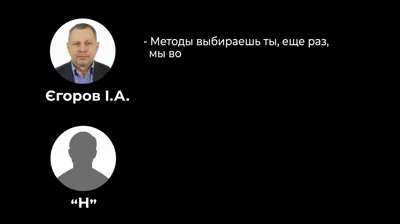 - Методы выбираешь ты, еще раз,
мы во
Єгоров І.А.
“Н”